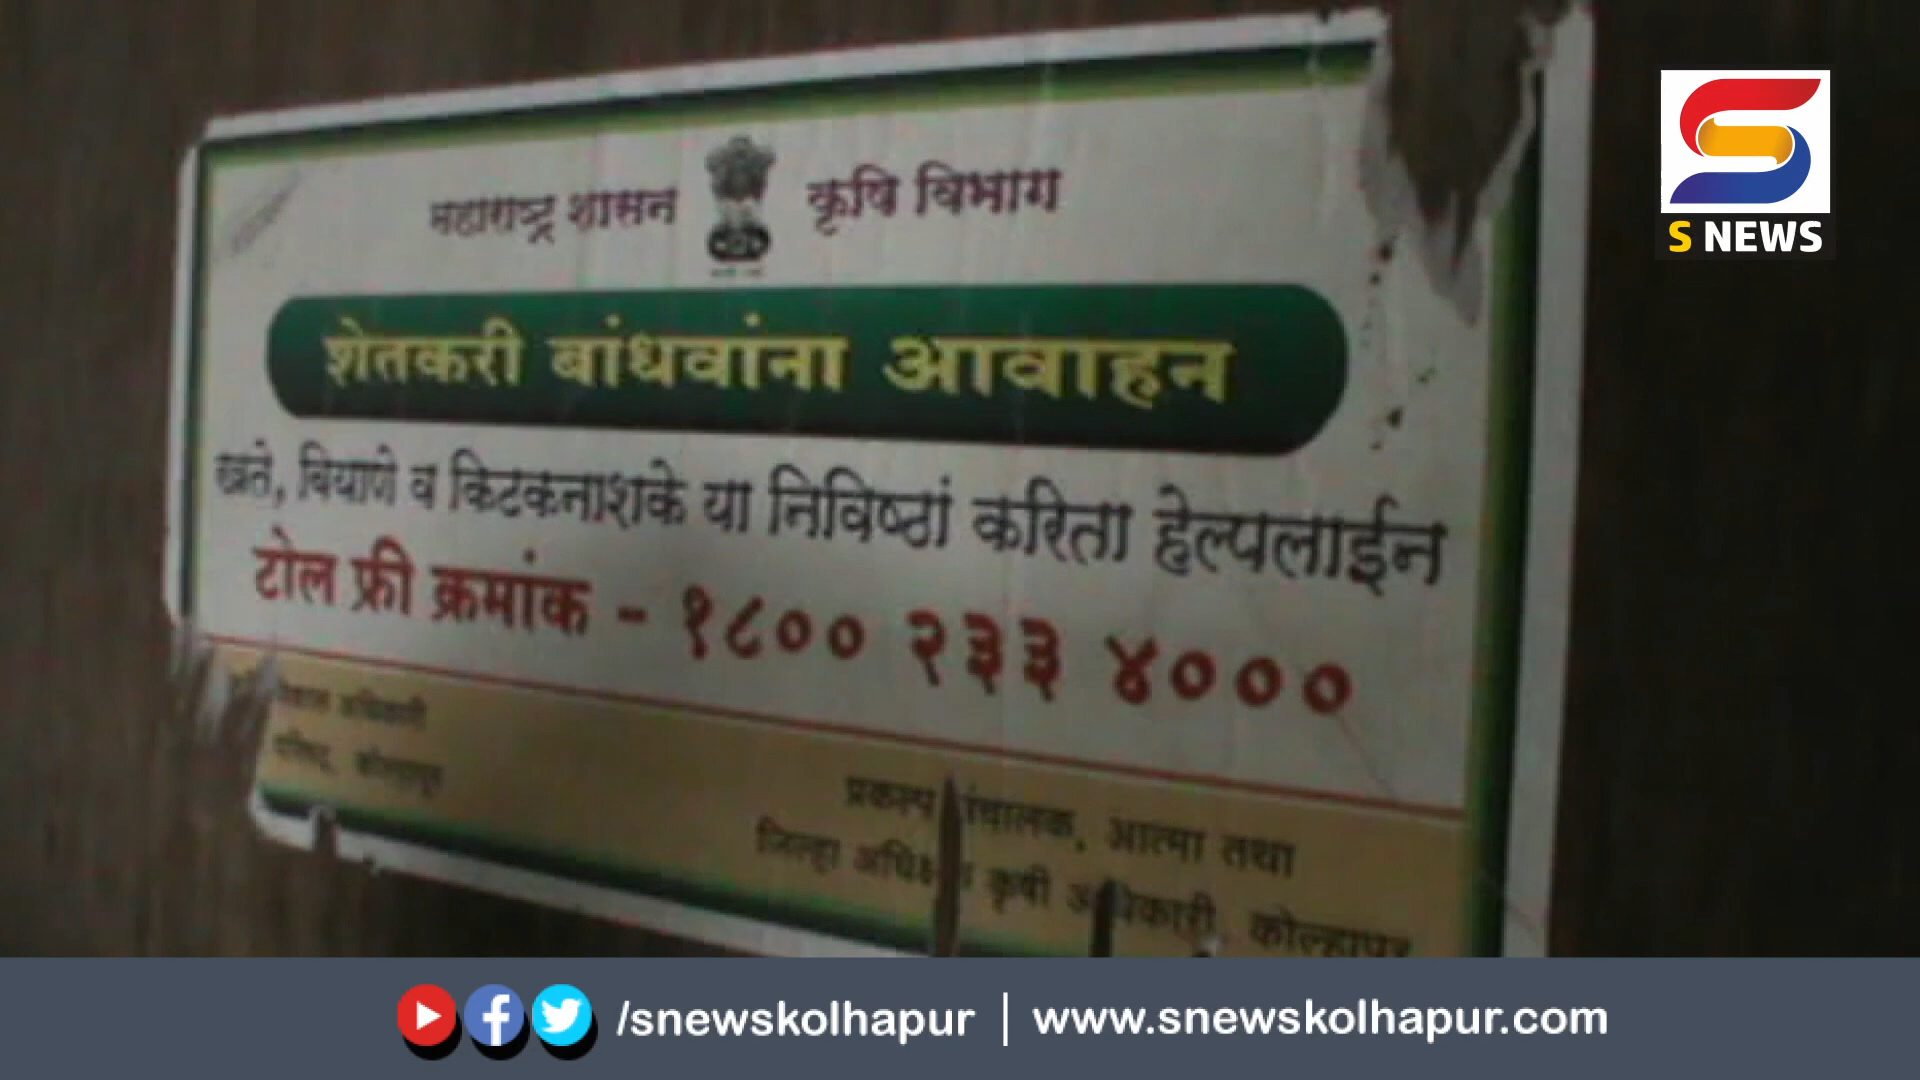 महाराष्ट्र शासन कृषि विभाग
S NEWS
शेतकरी बांधवांना आवाहन
खते, बियाणे व किटकनाशके या निविष्ठां करिता हेल्पलाईन
टोल फ्री क्रमांक - १८०० २३३ ४०००
अधिकारी
कोल्हापूर
प्रकल्प संचालक, आत्मा तथा
जिल्हा अधिक्षक कृषी अधिकारी, कोल्हापूर
/snewskolhapur | www.snewskolhapur.com